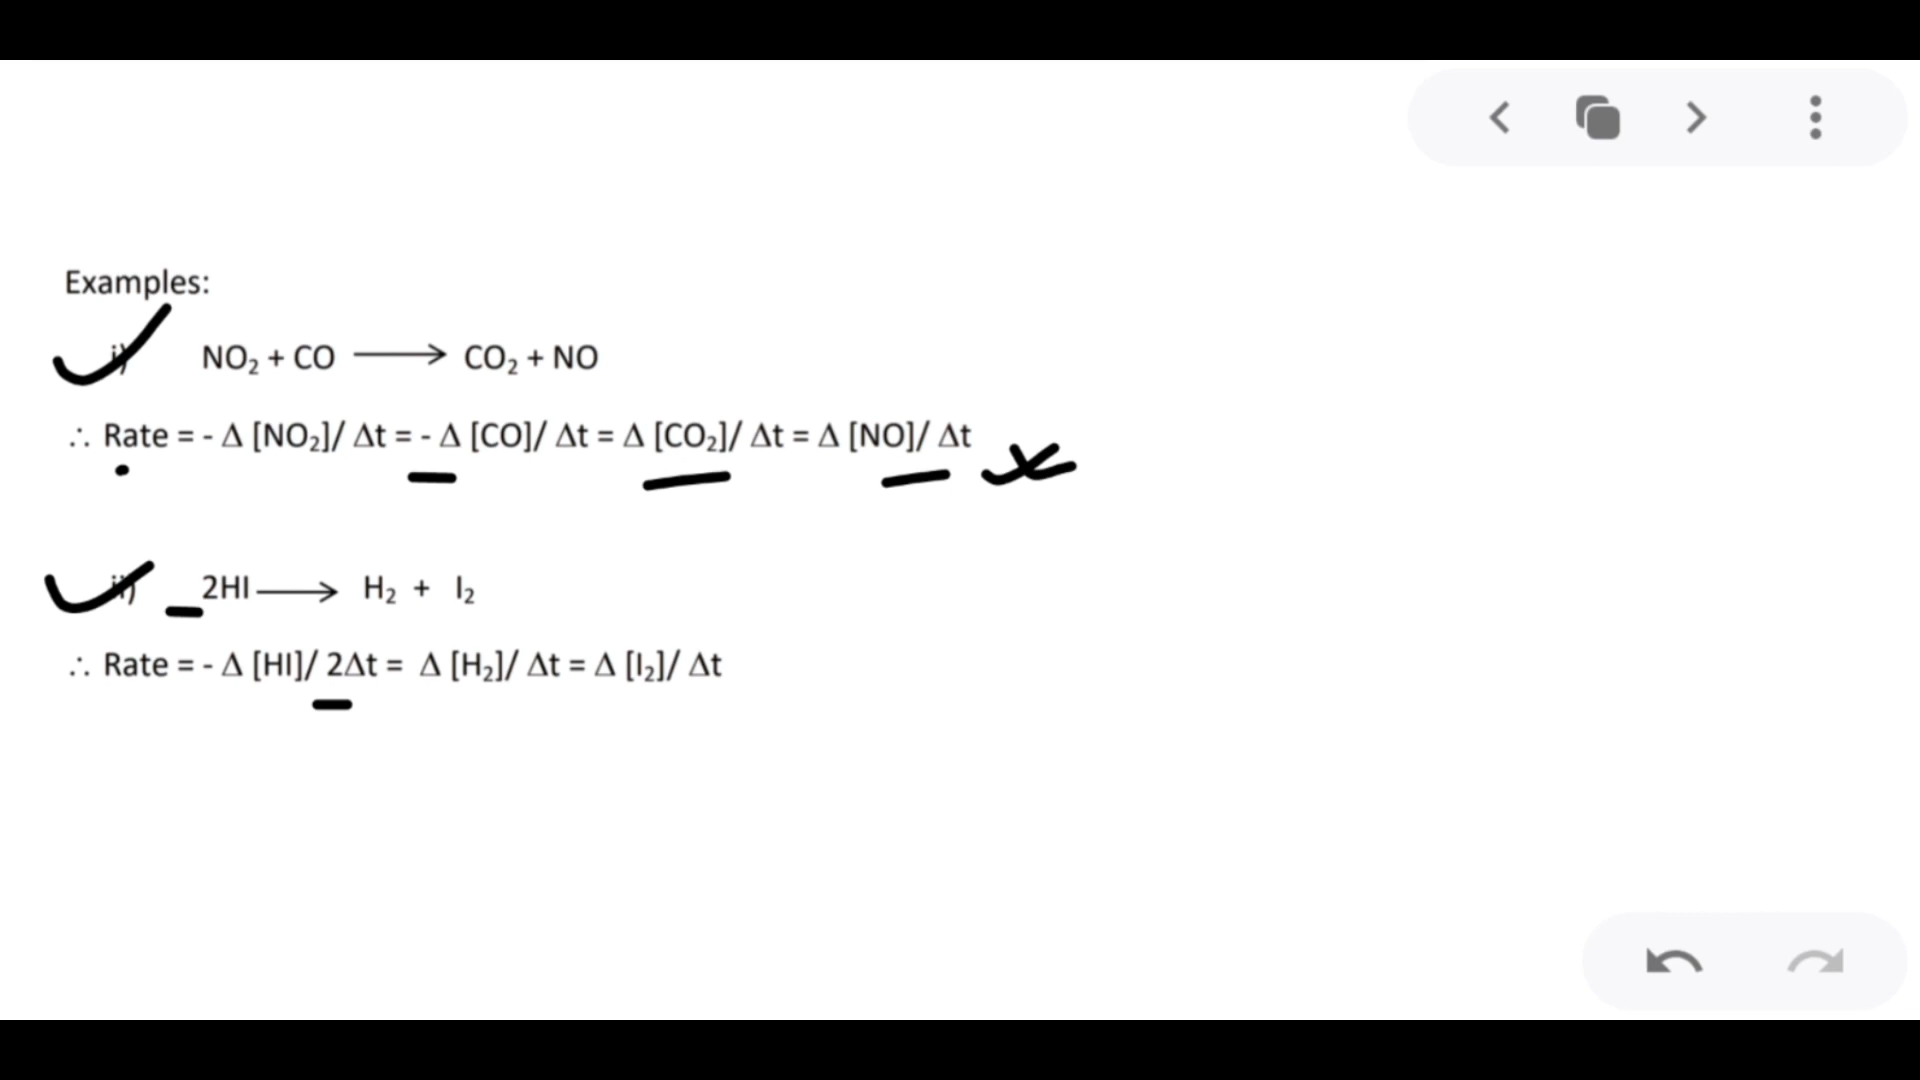 Examples:
i) NO₂ + CO ⟶ CO₂ + NO
∴ Rate = - Δ [NO₂]/ Δt = - Δ [CO]/ Δt = Δ [CO₂]/ Δt = Δ [NO]/ Δt
ii) 2HI ⟶ H₂ + I₂
∴ Rate = - Δ [HI]/ 2Δt = Δ [H₂]/ Δt = Δ [I₂]/ Δt